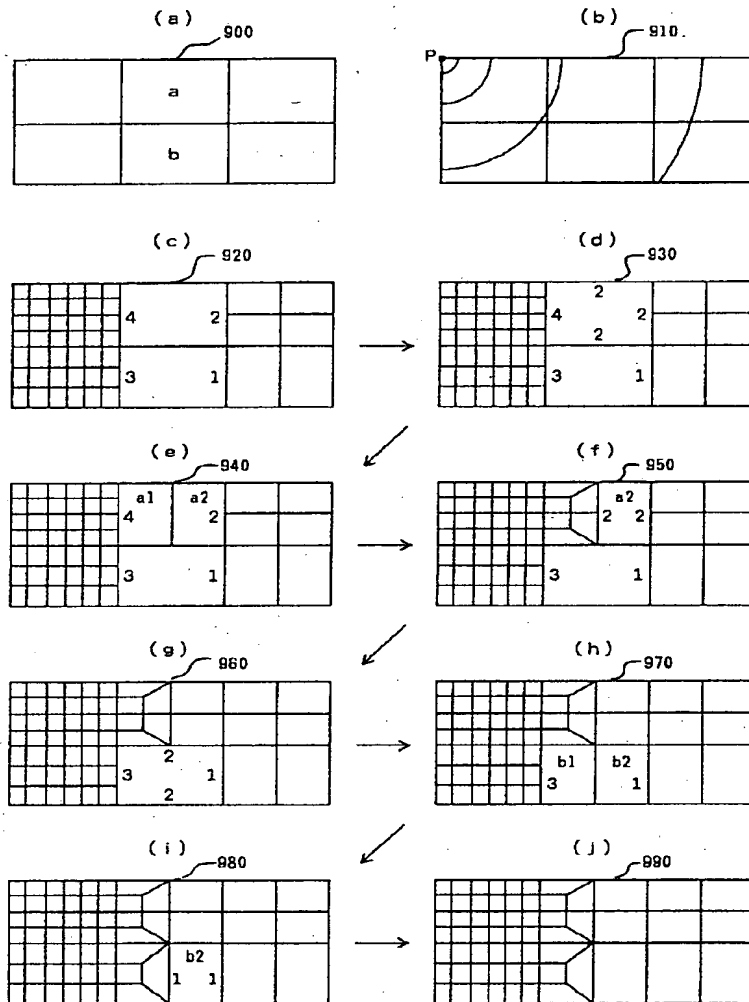 (a)
900
a
b
(b)
910.
P
(c)
920
4 2
3 1
(d)
930
2
4 2
2
3 1
(e)
940
a1 a2
4 2
3 1
(f)
950
a2
2 2
3 1
(g)
960
2
3 1
2
(h)
970
b1 b2
3 1
(i)
980
b2
1 1
(j)
990